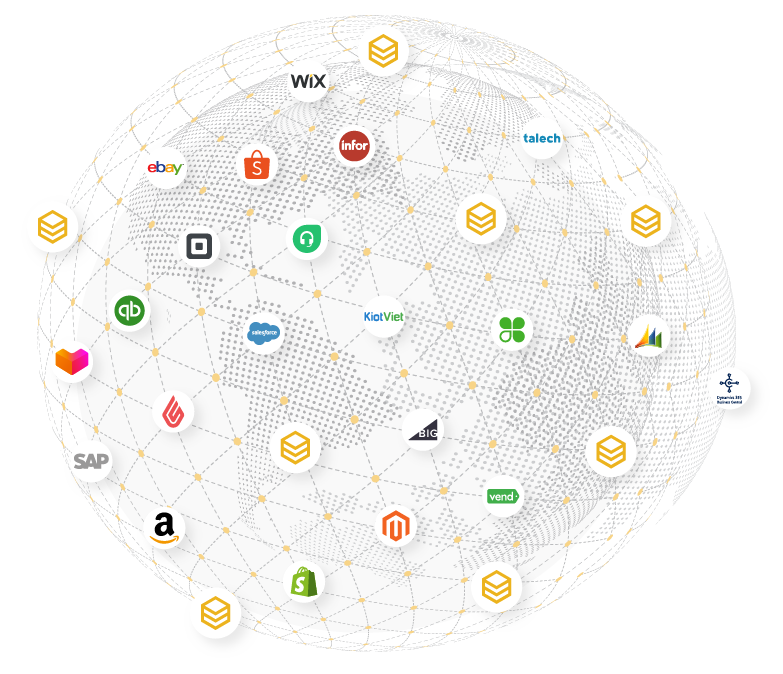 WiX
infor
talech
ebay
S
qb
salesforce
KiotViet
Dynamics 365
Business Central
BIG
SAP
vend
a
S